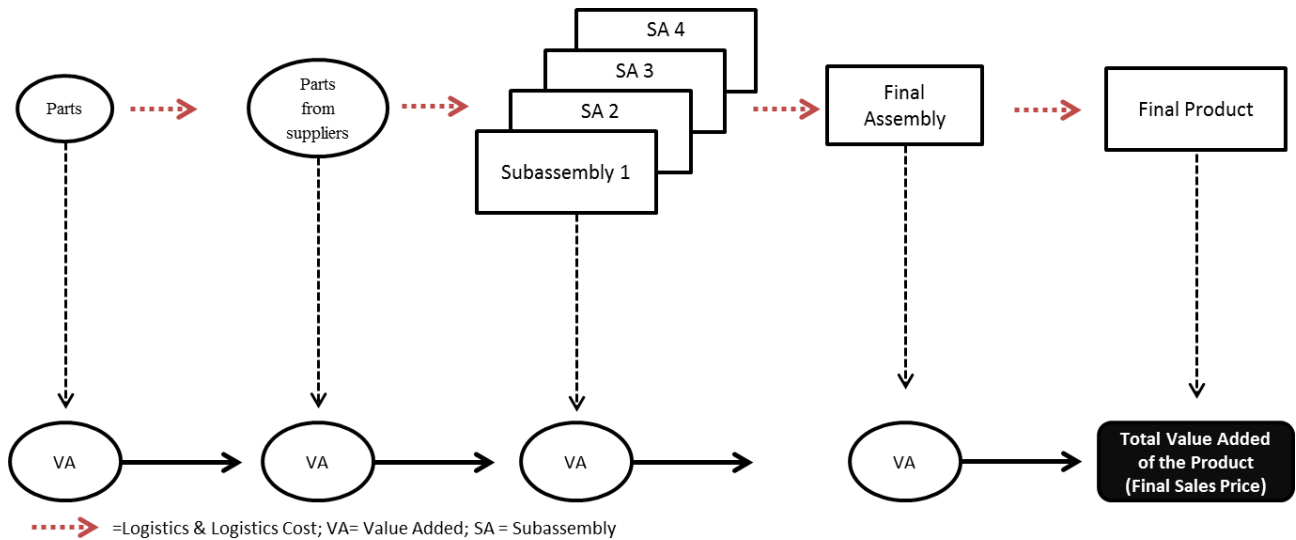 SA 4
SA 3
SA 2
Subassembly 1
Parts
Parts
from
suppliers
Final
Assembly
Final Product
VA
VA
VA
VA
Total Value Added
of the Product
(Final Sales Price)
=Logistics & Logistics Cost; VA= Value Added; SA = Subassembly